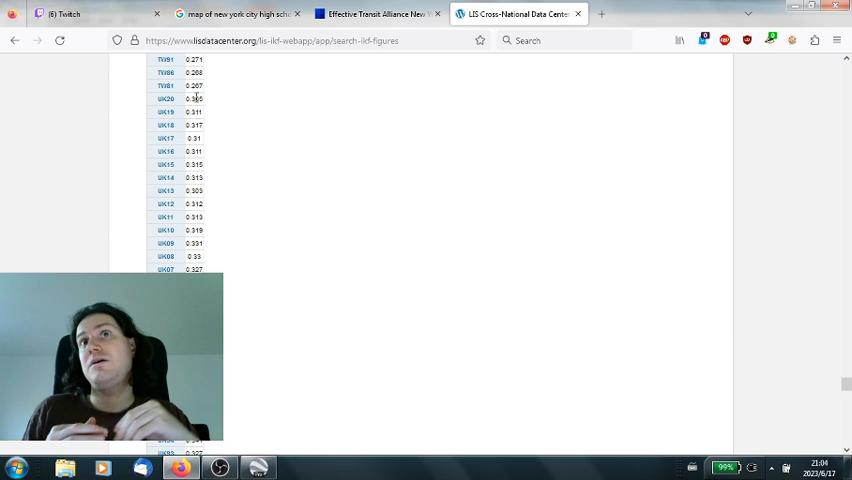 (6) Twitch
map of new york city high scho
Effective Transit Alliance New Y
LIS Cross-National Data Center
https://www.lisdatacenter.org/lis-ikf-webapp/app/search-ikf-figures
Search
TW91 0.271
TW86 0.268
TW81 0.267
UK20
UK19 0.311
UK18 0.317
UK17 0.31
UK16 0.311
UK15 0.315
UK14 0.313
UK13 0.303
UK12 0.312
UK11 0.313
UK10 0.319
UK09 0.331
UK08 0.33
UK07 0.327
UK93 0.327
99%
21:04
2023/6/17